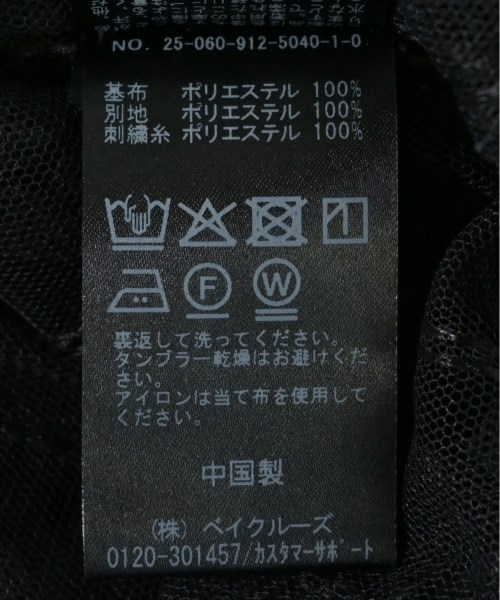 NO. 25-060-912-5040-1-0
基布 ポリエステル 100%
別地 ポリエステル 100%
刺繍糸 ポリエステル 100%
F W
裏返して洗ってください。
タンブラー乾燥はお避けください。
アイロンは当て布を使用して
ください。
中国製
(株) ベイクルーズ
0120-301457/カスタマーサポート